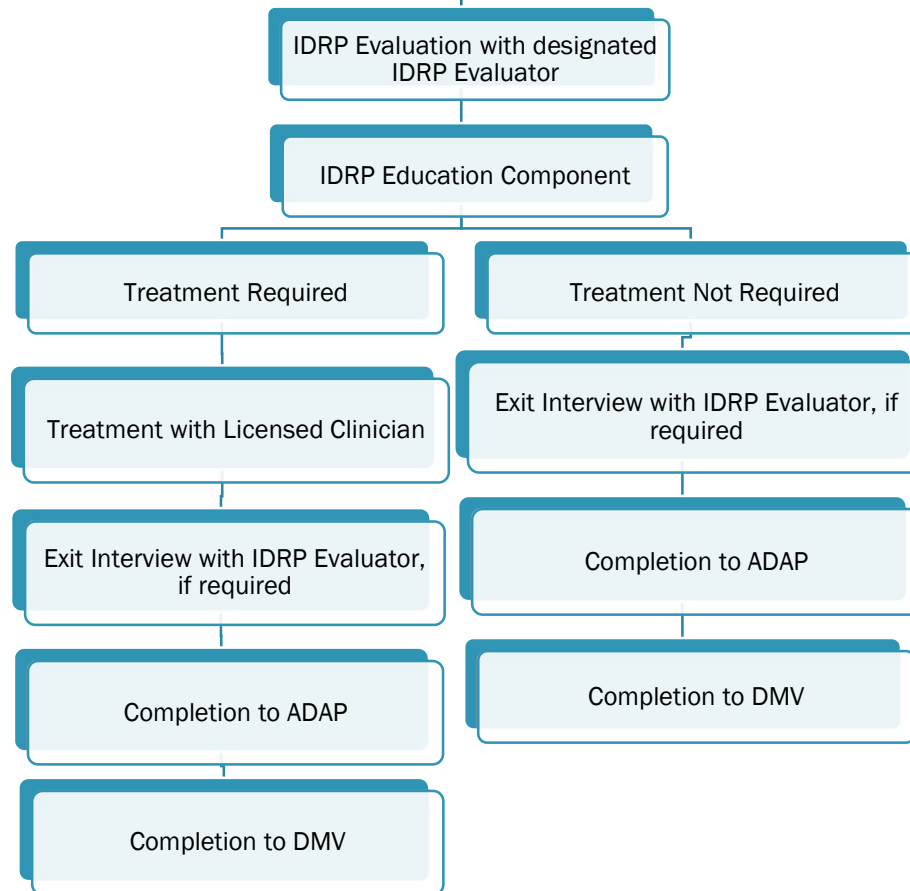 IDRP Evaluation with designated
IDRP Evaluator
IDRP Education Component
Treatment Required
Treatment with Licensed Clinician
Exit Interview with IDRP Evaluator,
if required
Completion to ADAP
Completion to DMV
Treatment Not Required
Exit Interview with IDRP Evaluator, if
required
Completion to ADAP
Completion to DMV